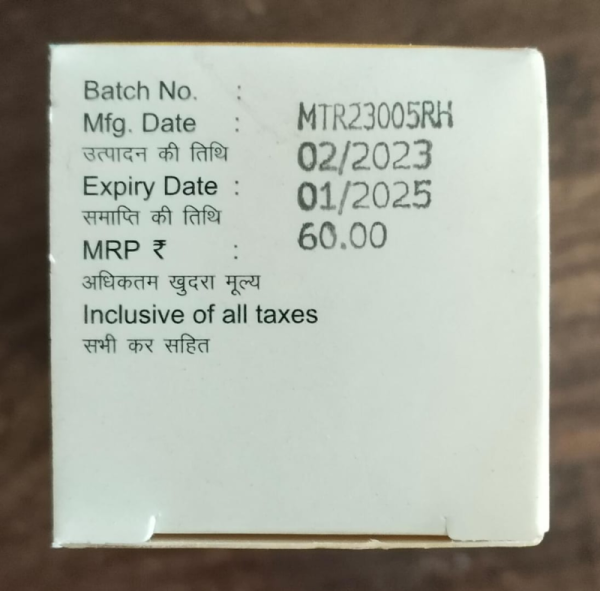 Batch No. : MTR23005RH
Mfg. Date : 02/2023
उत्पादन की तिथि
Expiry Date : 01/2025
समाप्ति की तिथि
MRP ₹ : 60.00
अधिकतम खुदरा मूल्य
Inclusive of all taxes
सभी कर सहित